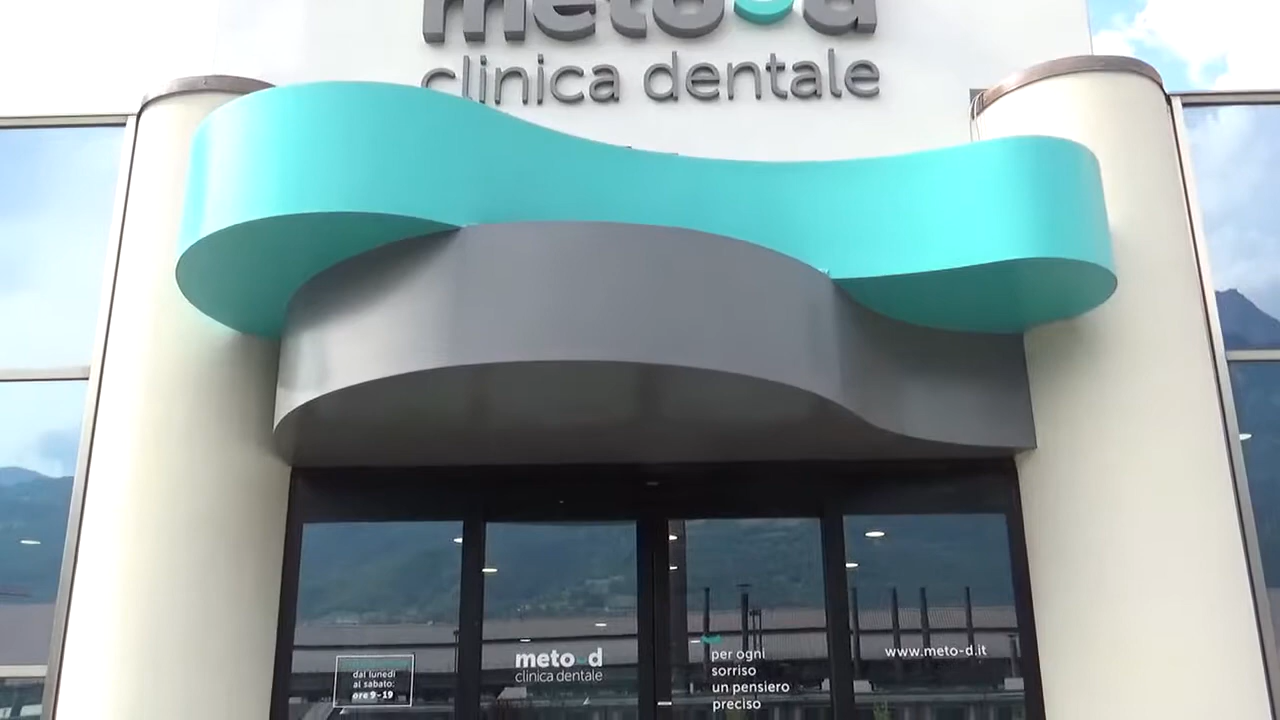 meto-d
clinica dentale
dal lunedì
al sabato:
ore 9-19
meto-d
clinica dentale
per ogni
sorriso
un pensiero
preciso
www.meto-d.it